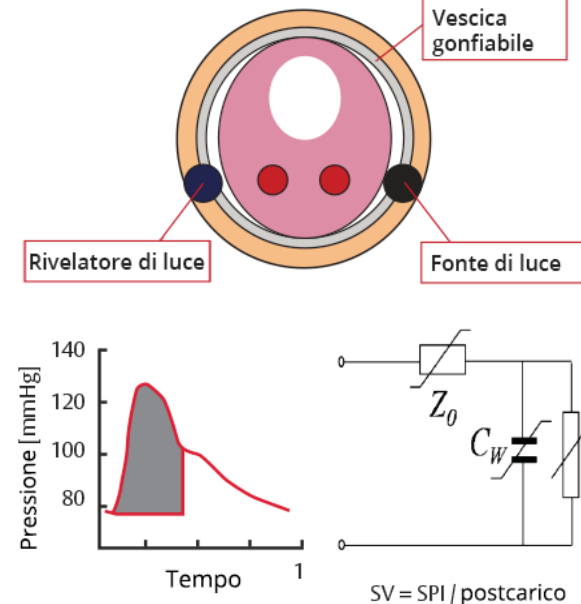 Vescica
gonfiabile
Rivelatore di luce
Fonte di luce
Pressione [mmHg]
140
120
100
80
Tempo
1
Z0
CW
SV = SPI / postcarico